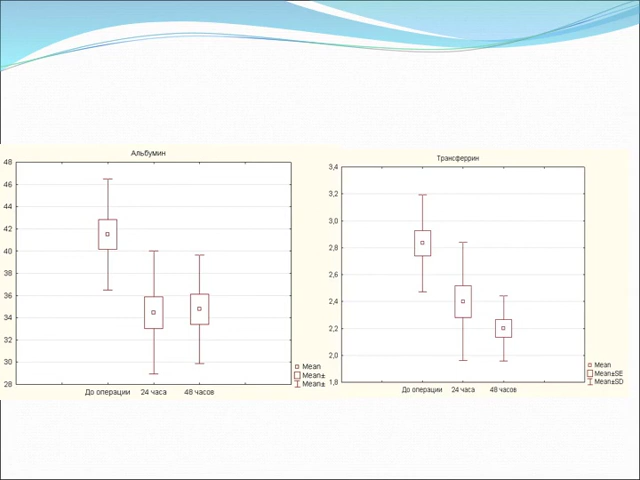 Альбумин
48
46
44
42
40
38
36
34
32
30
28
До операции 24 часа 48 часов
Mean
Mean±
Mean±
Трансферрин
3,4
3,2
3,0
2,8
2,6
2,4
2,2
2,0
1,8
До операции 24 часа 48 часов
Mean
Mean±SE
Mean±SD